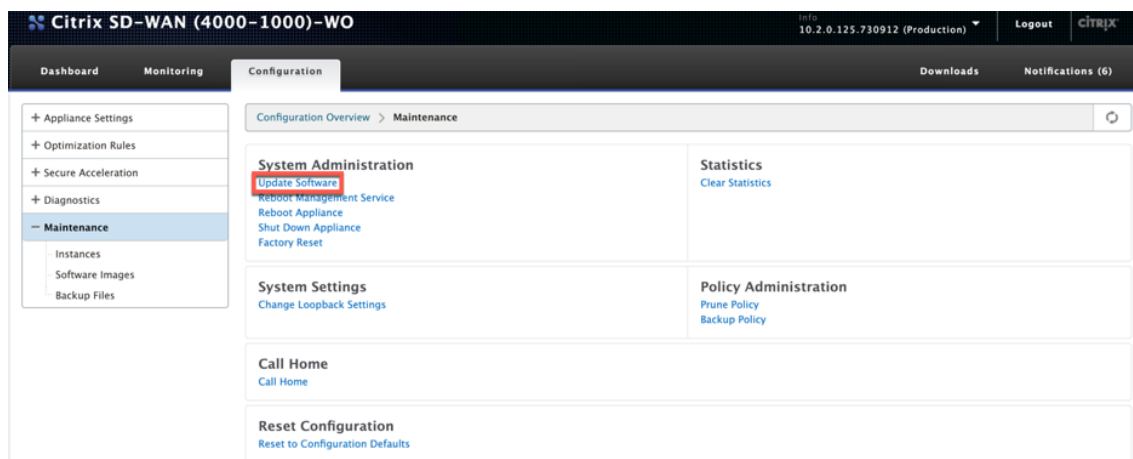 Citrix SD-WAN (4000-1000)-WO
Info
10.2.0.125.730912 (Production)
Logout
CİTRIX
Dashboard
Monitoring
Configuration
Downloads
Notifications (6)
+ Appliance Settings
+ Optimization Rules
+ Secure Acceleration
+ Diagnostics
− Maintenance
Instances
Software Images
Backup Files
Configuration Overview > Maintenance
System Administration
Update Software
Reboot Management Service
Reboot Appliance
Shut Down Appliance
Factory Reset
Statistics
Clear Statistics
System Settings
Change Loopback Settings
Policy Administration
Prune Policy
Backup Policy
Call Home
Call Home
Reset Configuration
Reset to Configuration Defaults